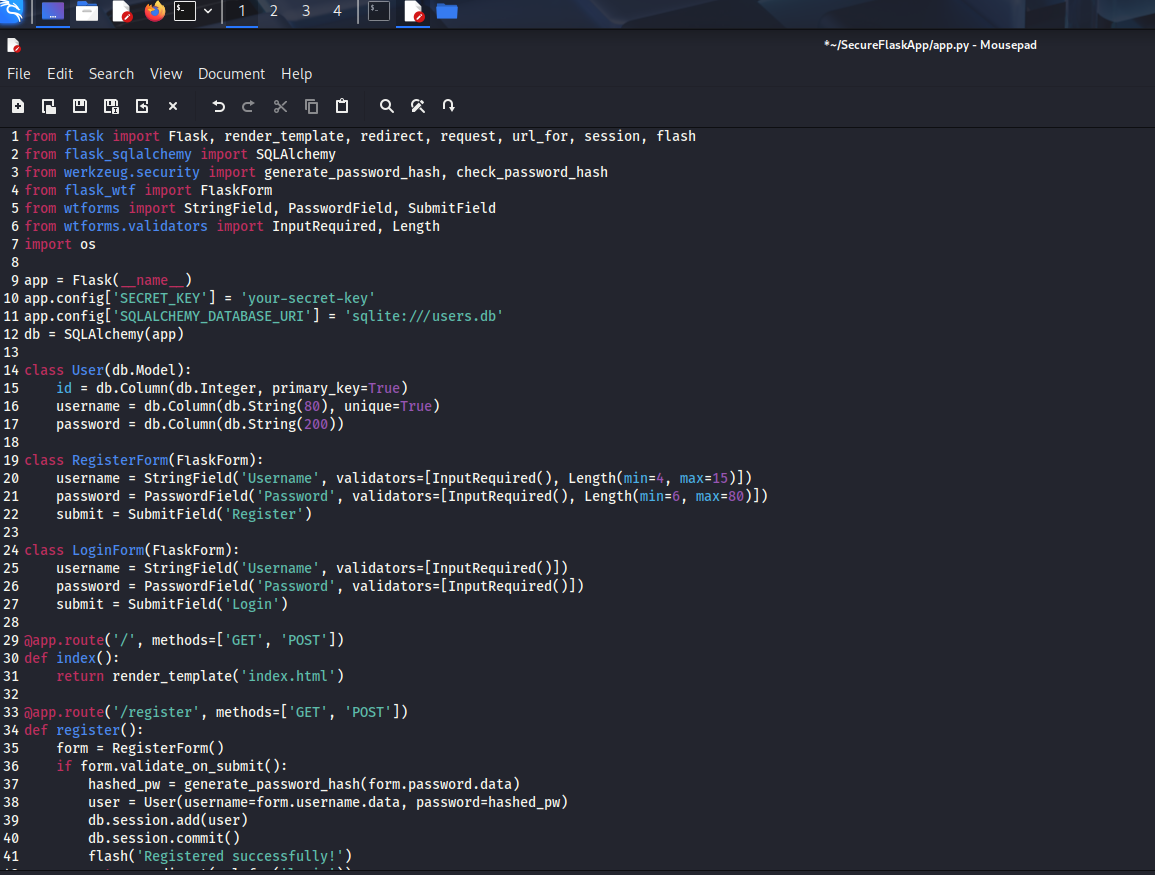 1 2 3 4
*~/SecureFlaskApp/app.py - Mousepad
File Edit Search View Document Help
1 from flask import Flask, render_template, redirect, request, url_for, session, flash
2 from flask_sqlalchemy import SQLAlchemy
3 from werkzeug.security import generate_password_hash, check_password_hash
4 from flask_wtf import FlaskForm
5 from wtforms import StringField, PasswordField, SubmitField
6 from wtforms.validators import InputRequired, Length
7 import os
8
9 app = Flask(__name__)
10 app.config['SECRET_KEY'] = 'your-secret-key'
11 app.config['SQLALCHEMY_DATABASE_URI'] = 'sqlite:///users.db'
12 db = SQLAlchemy(app)
13
14 class User(db.Model):
15     id = db.Column(db.Integer, primary_key=True)
16     username = db.Column(db.String(80), unique=True)
17     password = db.Column(db.String(200))
18
19 class RegisterForm(FlaskForm):
20     username = StringField('Username', validators=[InputRequired(), Length(min=4, max=15)])
21     password = PasswordField('Password', validators=[InputRequired(), Length(min=6, max=80)])
22     submit = SubmitField('Register')
23
24 class LoginForm(FlaskForm):
25     username = StringField('Username', validators=[InputRequired()])
26     password = PasswordField('Password', validators=[InputRequired()])
27     submit = SubmitField('Login')
28
29 @app.route('/', methods=['GET', 'POST'])
30 def index():
31     return render_template('index.html')
32
33 @app.route('/register', methods=['GET', 'POST'])
34 def register():
35     form = RegisterForm()
36     if form.validate_on_submit():
37         hashed_pw = generate_password_hash(form.password.data)
38         user = User(username=form.username.data, password=hashed_pw)
39         db.session.add(user)
40         db.session.commit()
41         flash('Registered successfully!')